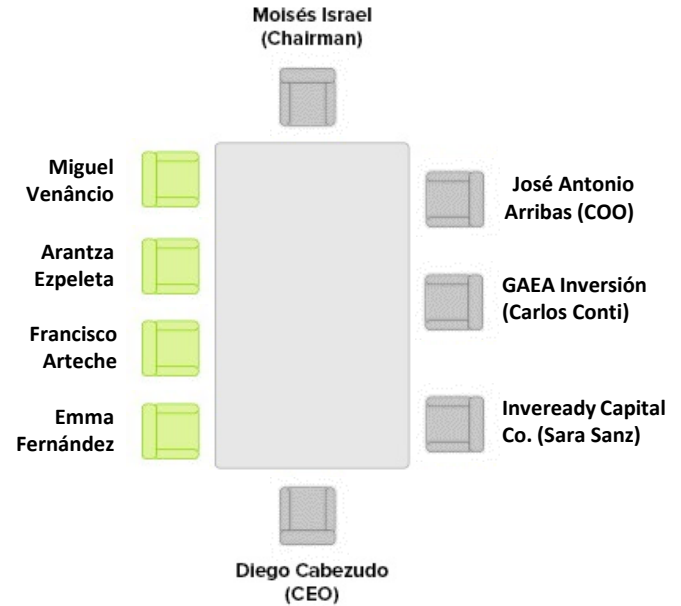 Moisés Israel
(Chairman)
Miguel
Venâncio
José Antonio
Arribas (COO)
Arantza
Ezpeleta
GAEA Inversión
(Carlos Conti)
Francisco
Arteche
Emma
Fernández
Inveready Capital
Co. (Sara Sanz)
Diego Cabezudo
(CEO)